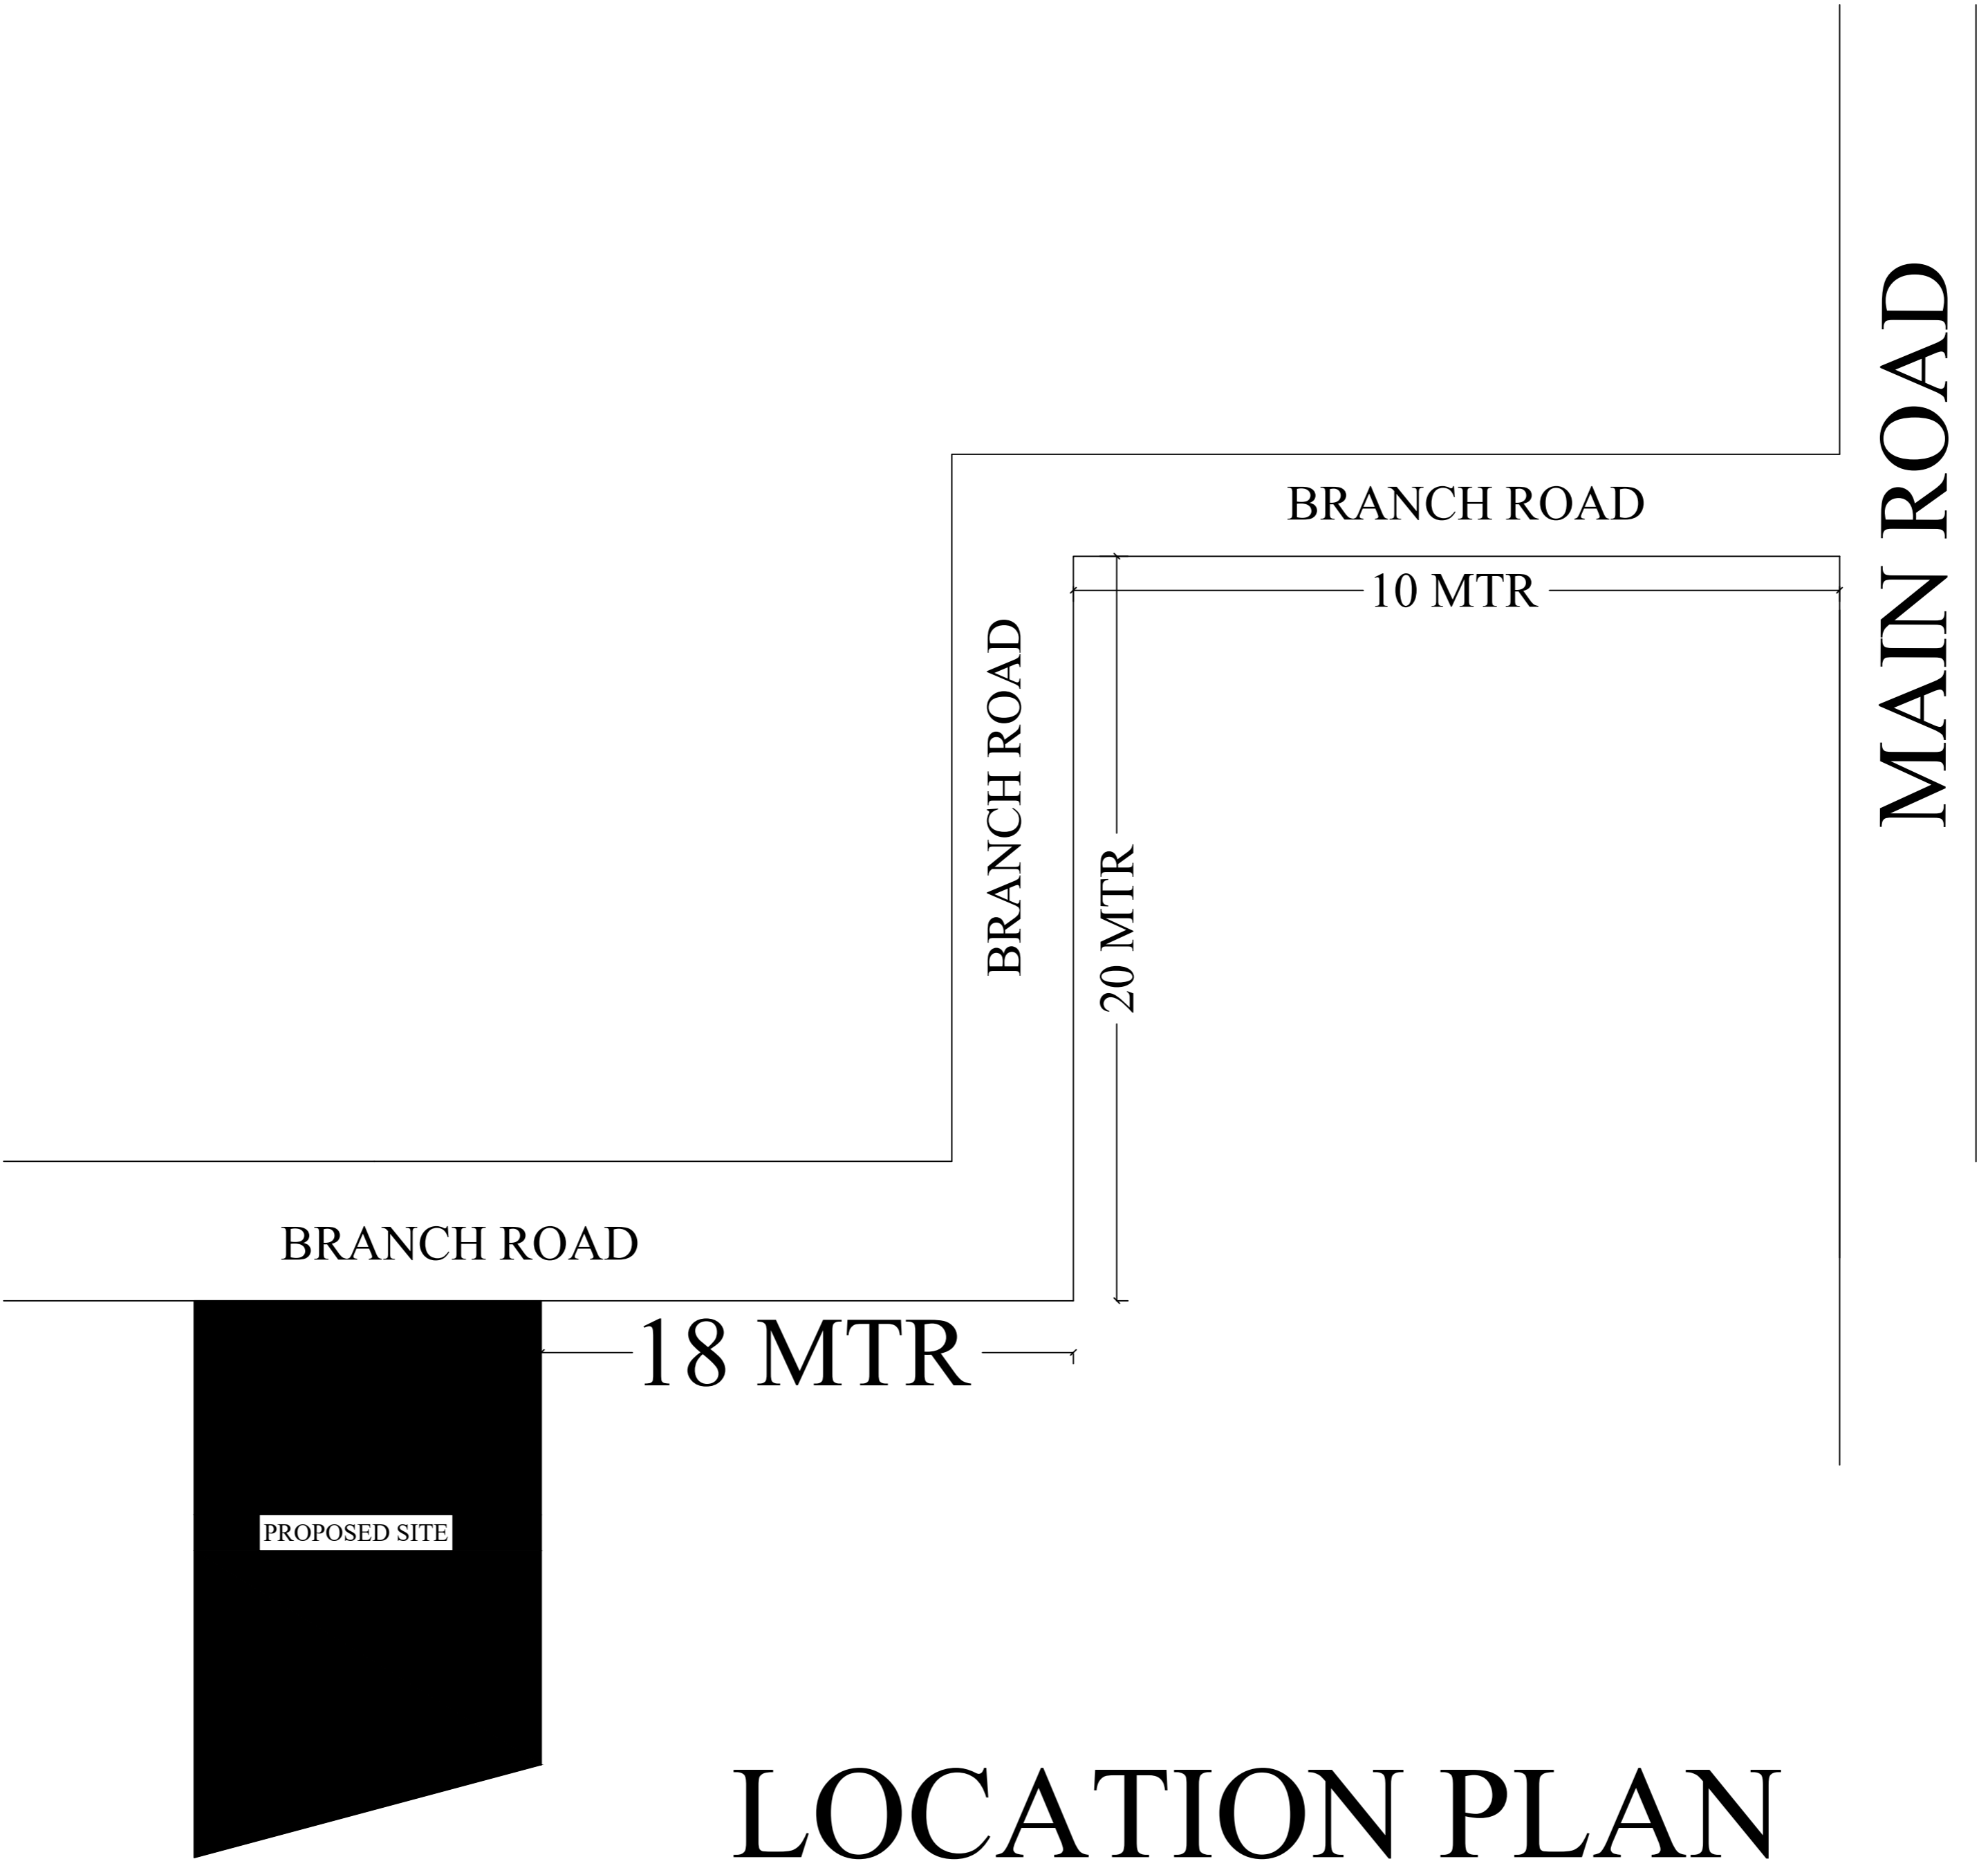 MAIN ROAD
BRANCH ROAD
10 MTR
BRANCH ROAD
20 MTR
BRANCH ROAD
18 MTR
PROPOSED SITE
LOCATION PLAN